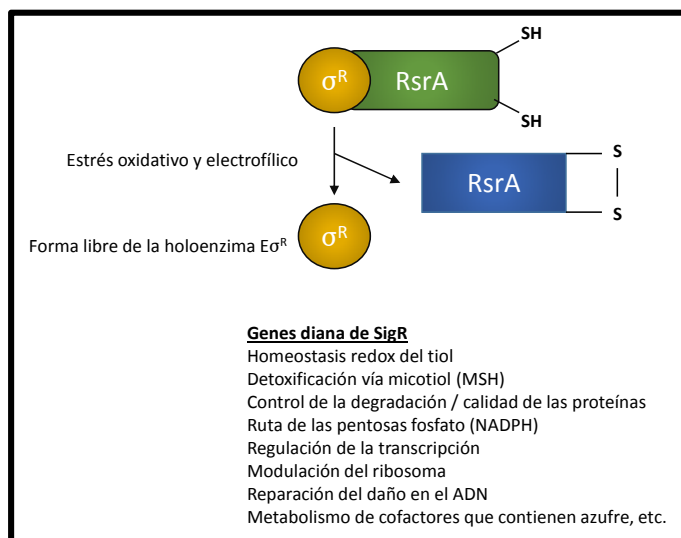 SH
σR RsrA
SH
Estrés oxidativo y electrofílico
S
RsrA
S
σR
Forma libre de la holoenzima EσR
Genes diana de SigR
Homeostasis redox del tiol
Detoxificación vía micotiol (MSH)
Control de la degradación / calidad de las proteínas
Ruta de las pentosas fosfato (NADPH)
Regulación de la transcripción
Modulación del ribosoma
Reparación del daño en el ADN
Metabolismo de cofactores que contienen azufre, etc.